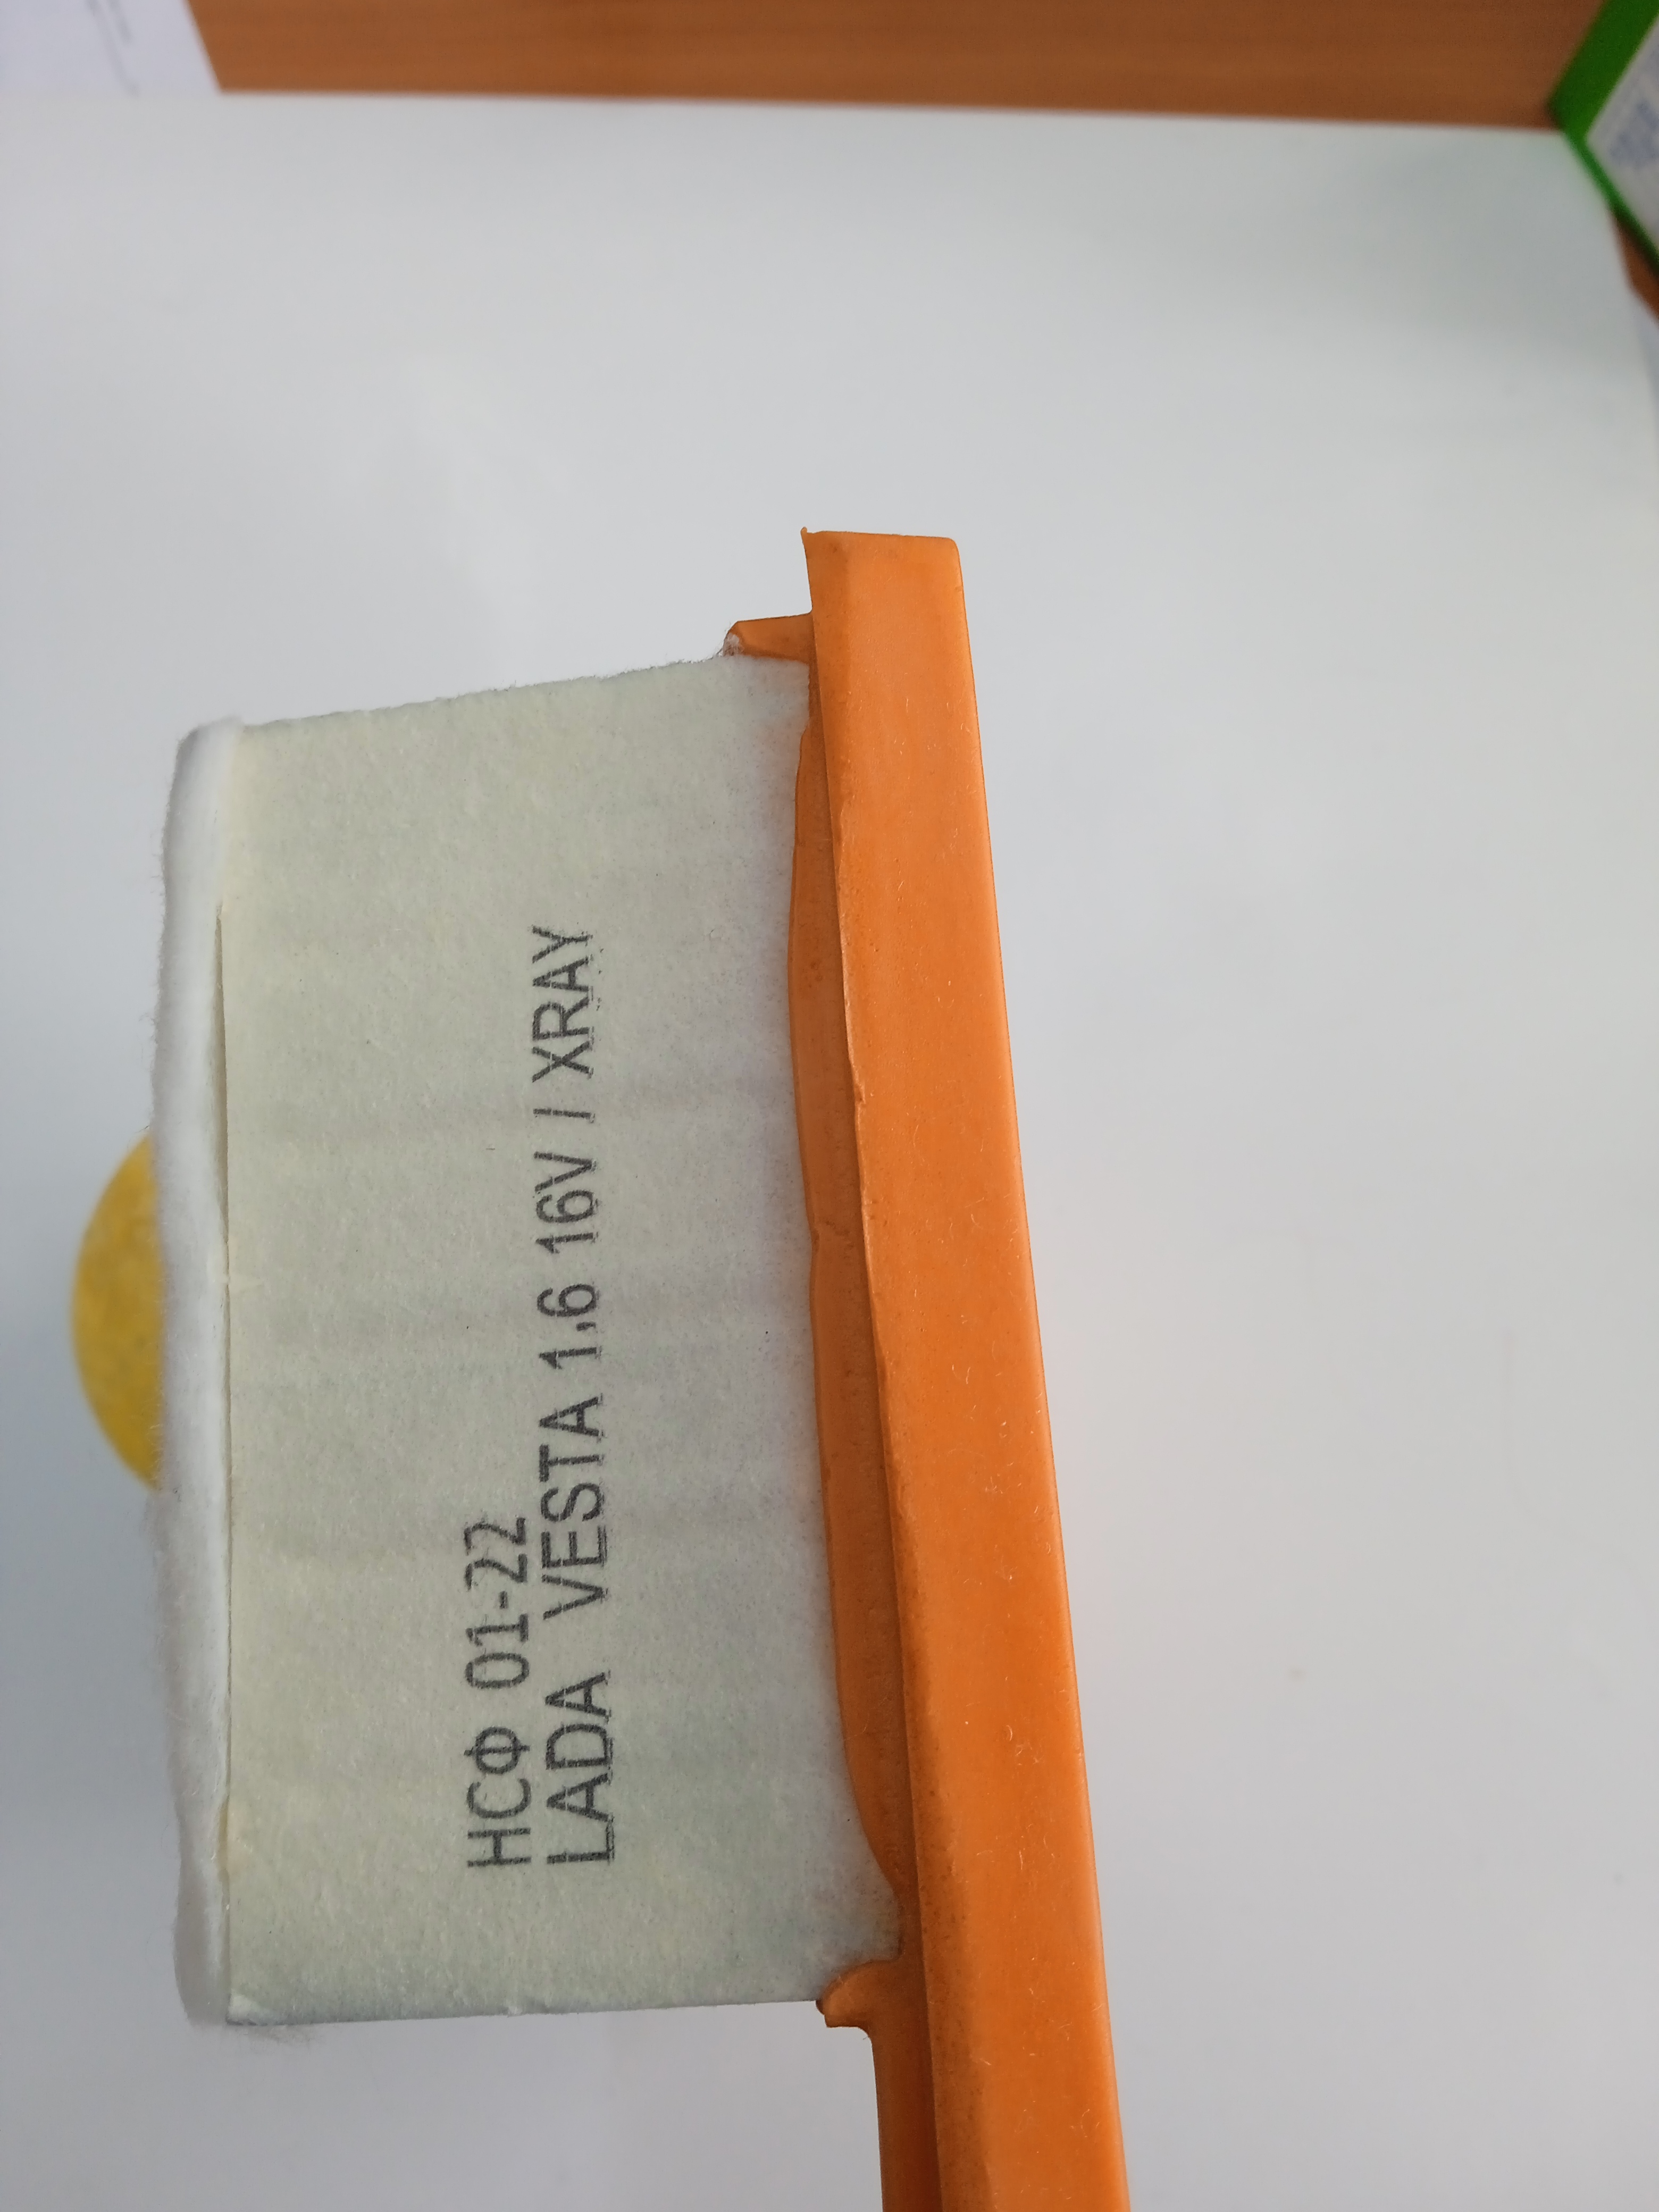 НСФ 01-22
LADA VESTA 1.6 16V / XRAY